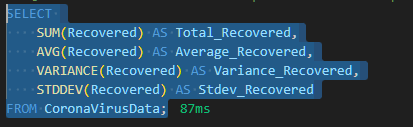 SELECT
    SUM(Recovered) AS Total_Recovered,
    AVG(Recovered) AS Average_Recovered,
    VARIANCE(Recovered) AS Variance_Recovered,
    STDDEV(Recovered) AS Stdev_Recovered
FROM CoronaVirusData; 87ms